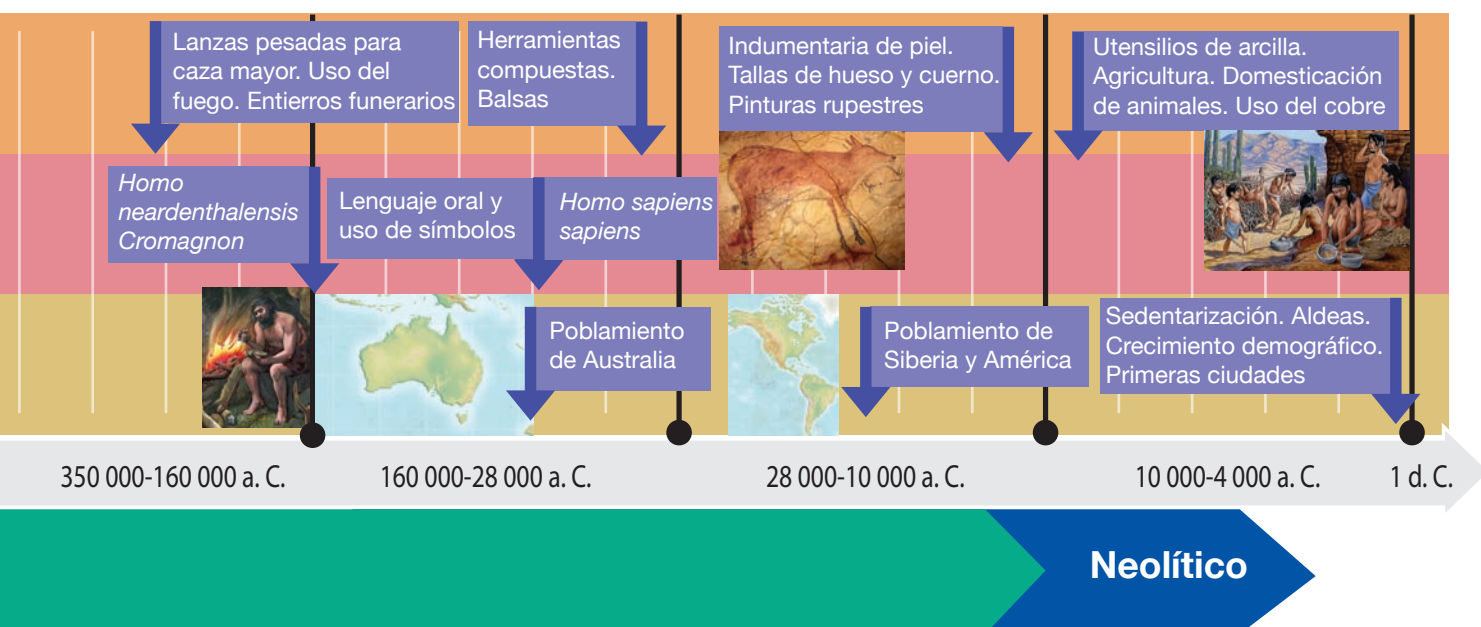 Lanzas pesadas para
caza mayor. Uso del
fuego. Entierros funerarios
Herramientas
compuestas.
Balsas
Indumentaria de piel.
Tallas de hueso y cuerno.
Pinturas rupestres
Utensilios de arcilla.
Agricultura. Domesticación
de animales. Uso del cobre
Homo
neardenthalensis
Cromagnon
Lenguaje oral y
uso de símbolos
Homo sapiens
sapiens
Poblamiento
de Australia
Poblamiento de
Siberia y América
Sedentarización. Aldeas.
Crecimiento demográfico.
Primeras ciudades
350 000-160 000 a. C.
160 000-28 000 a. C.
28 000-10 000 a. C.
10 000-4 000 a. C.
1 d. C.
Neolítico